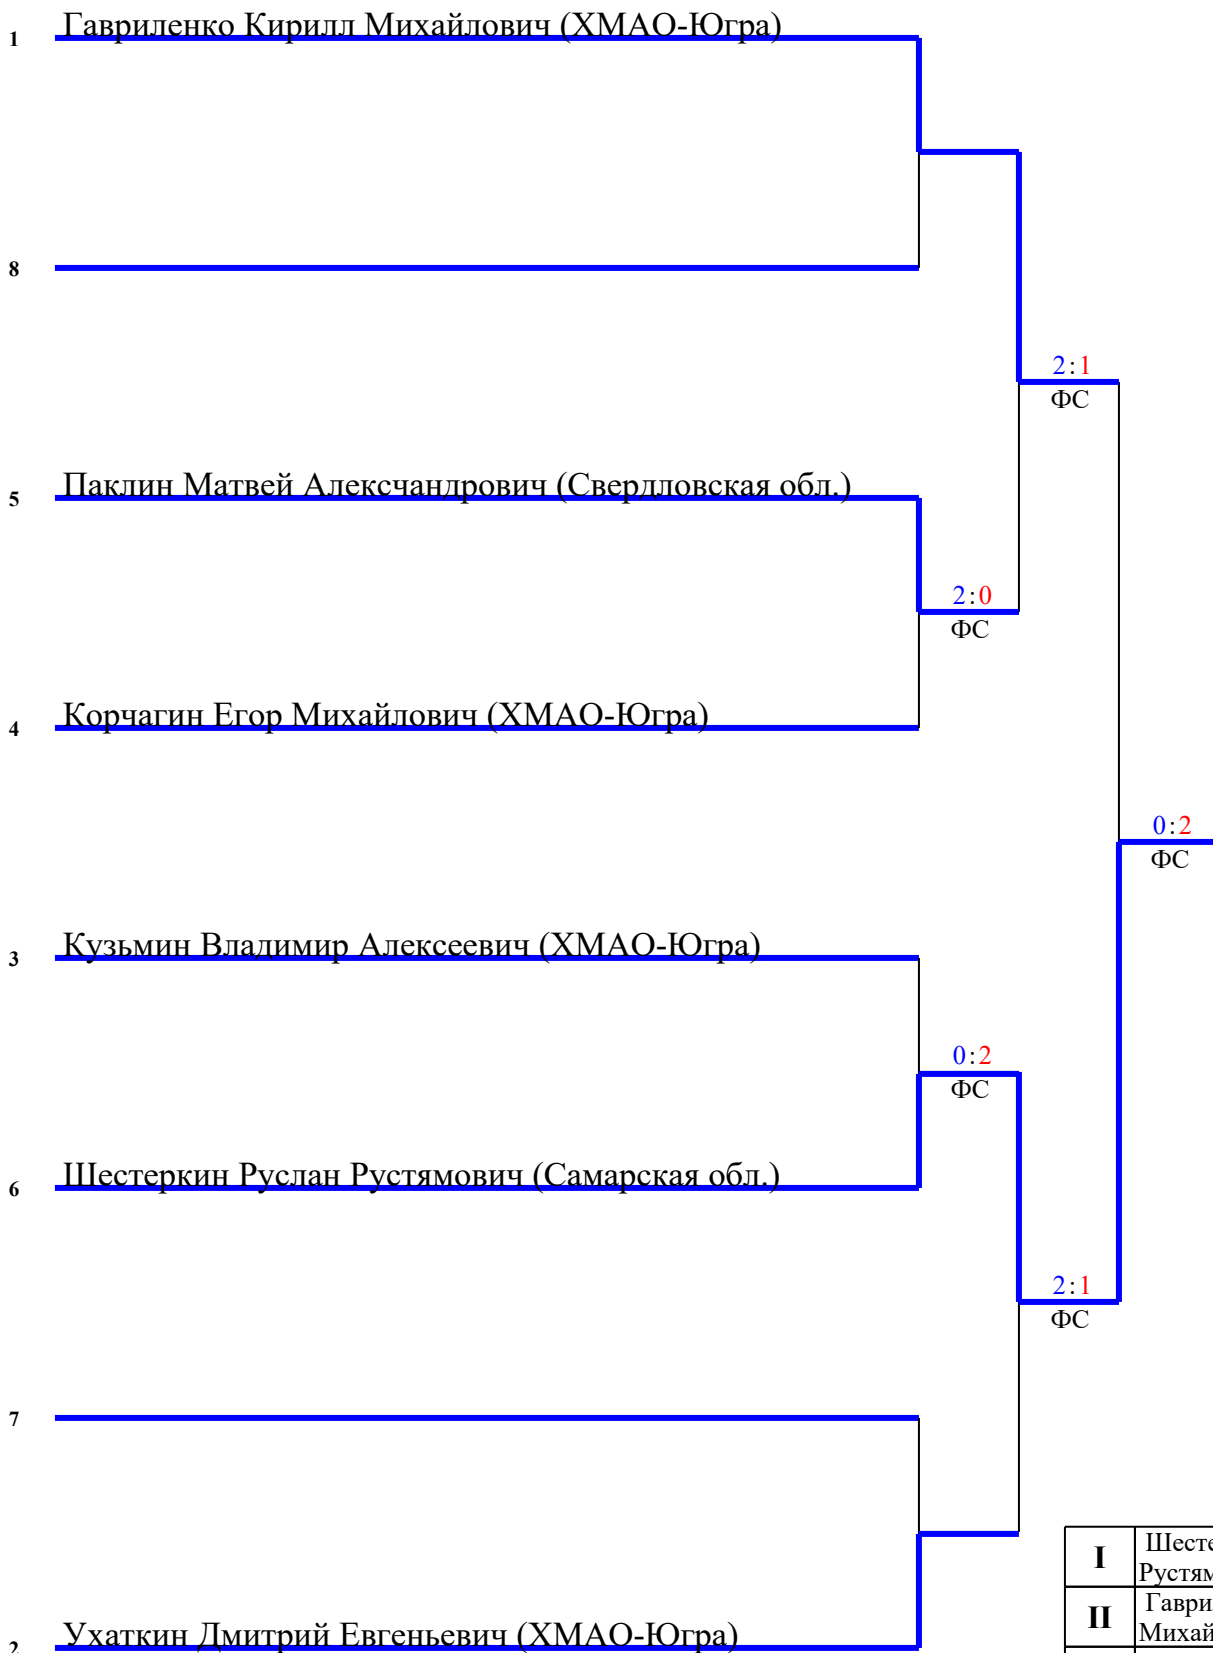 1 Гавриленко Кирилл Михайлович (ХМАО-Югра)
8
2:1
ФС
5 Паклин Матвей Алексчандрович (Свердловская обл.)
2:0
ФС
4 Корчагин Егор Михайлович (ХМАО-Югра)
0:2
ФС
3 Кузьмин Владимир Алексеевич (ХМАО-Югра)
0:2
ФС
6 Шестеркин Руслан Рустямович (Самарская обл.)
2:1
ФС
7
I
II
2 Ухаткин Дмитрий Евгеньевич (ХМАО-Югра)